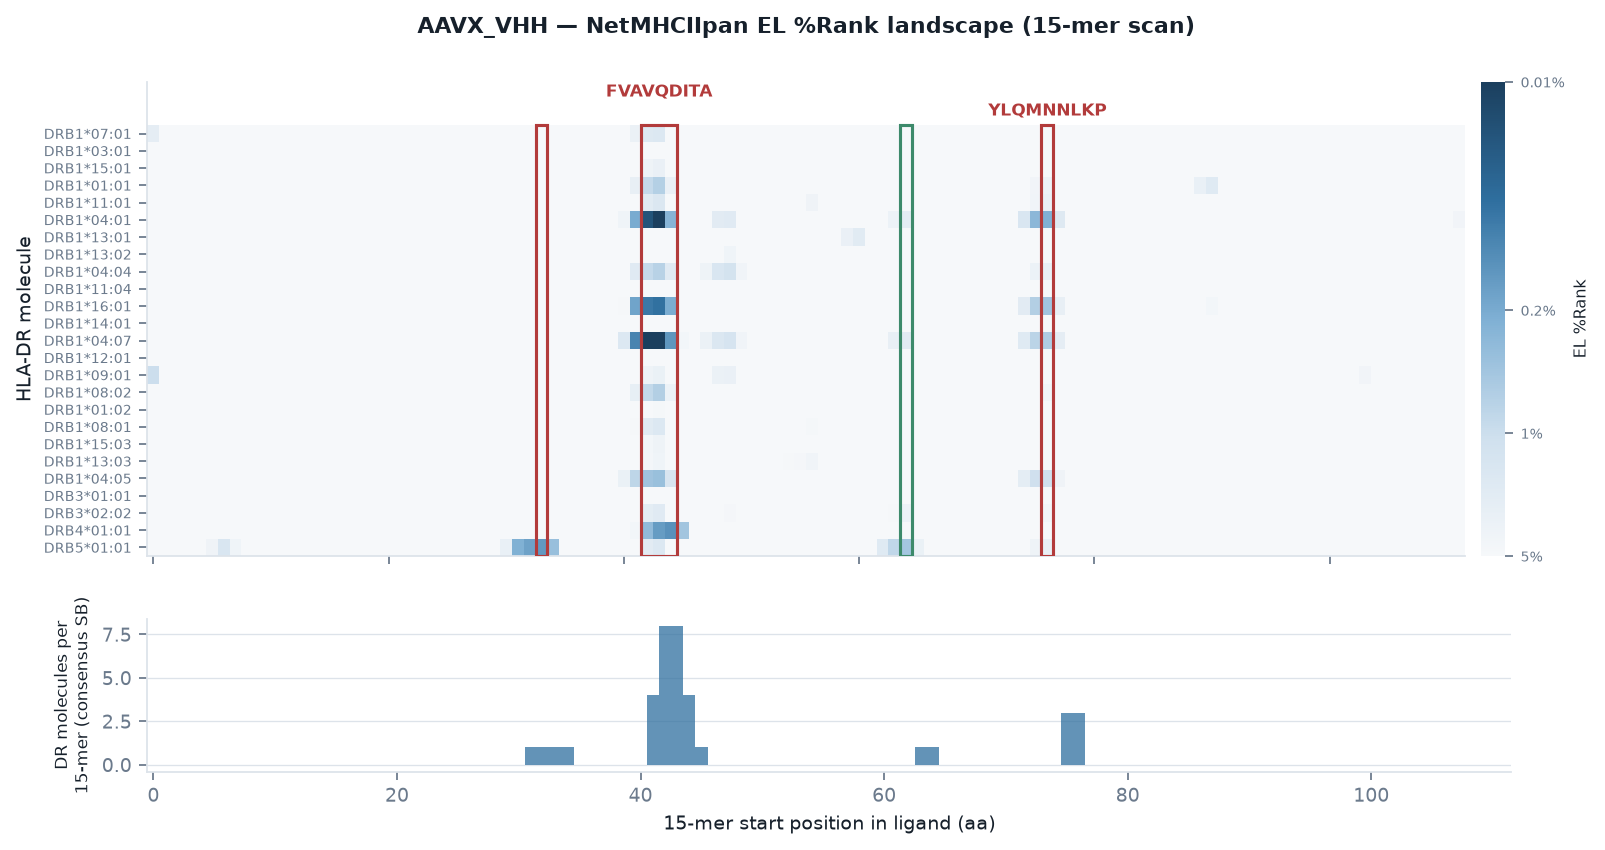 AAVX_VHH — NetMHCIIpan EL %Rank landscape (15-mer scan)
FVAVQDITA
YLQMNNLKP
HLA-DR molecule
DRB1*07:01
DRB1*03:01
DRB1*15:01
DRB1*01:01
DRB1*11:01
DRB1*04:01
DRB1*13:01
DRB1*13:02
DRB1*04:04
DRB1*11:04
DRB1*16:01
DRB1*14:01
DRB1*04:07
DRB1*12:01
DRB1*09:01
DRB1*08:02
DRB1*01:02
DRB1*08:01
DRB1*15:03
DRB1*13:03
DRB1*04:05
DRB3*01:01
DRB3*02:02
DRB4*01:01
DRB5*01:01
0.01%
0.2%
1%
5%
EL %Rank
DR molecules per
15-mer (consensus SB)
7.5
5.0
2.5
0.0
0 20 40 60 80 100
15-mer start position in ligand (aa)